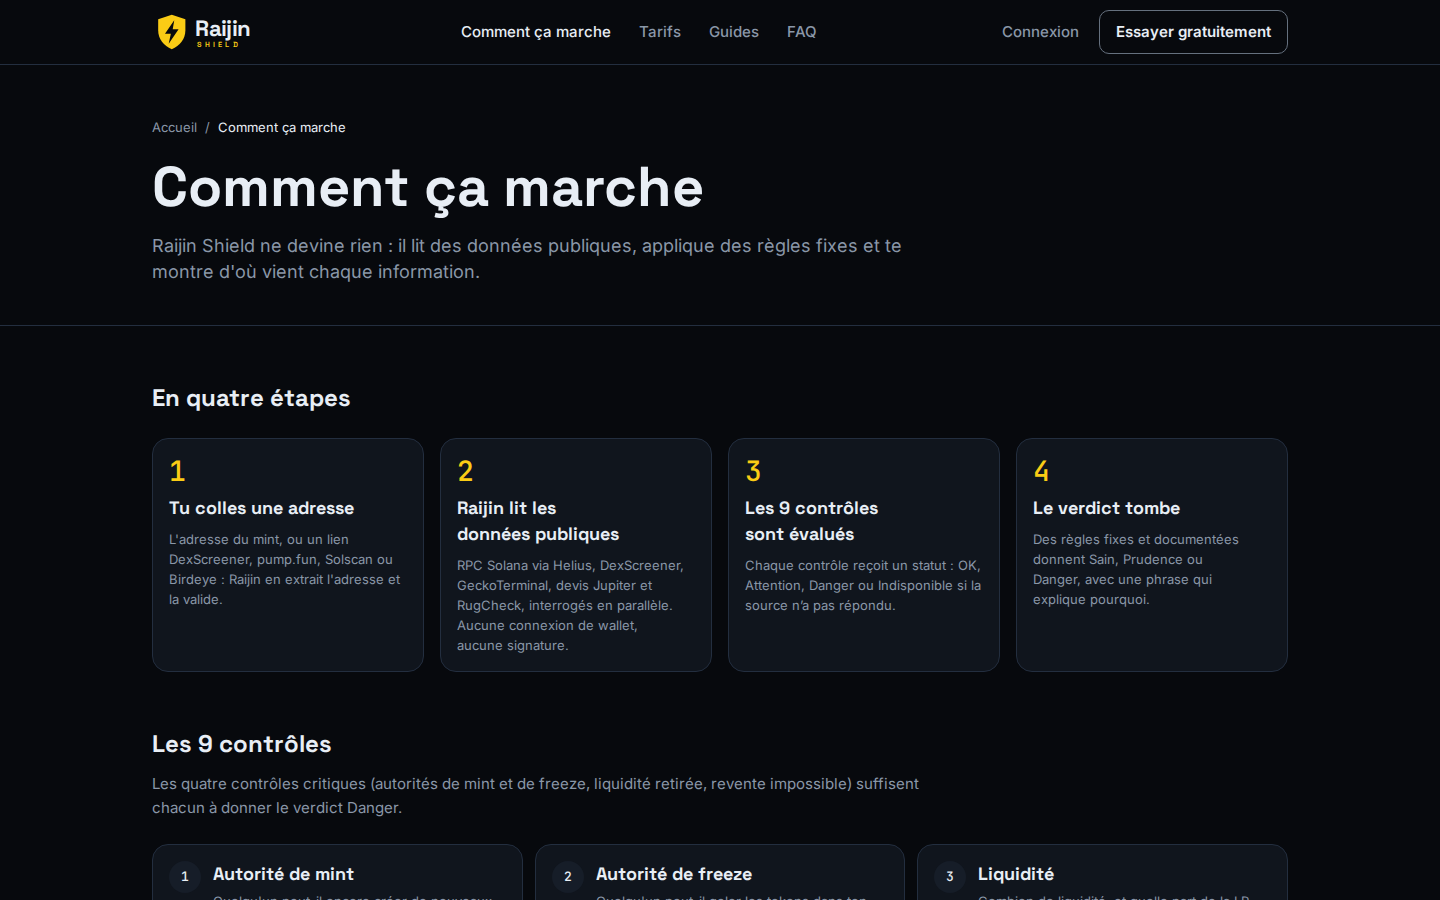 Raijin
SHIELD
Comment ça marche
Tarifs
Guides
FAQ
Connexion
Essayer gratuitement
Accueil / Comment ça marche
Comment ça marche
Raijin Shield ne devine rien : il lit des données publiques, applique des règles fixes et te
montre d'où vient chaque information.
En quatre étapes
1
Tu colles une adresse
L'adresse du mint, ou un lien
DexScreener, pump.fun, Solscan ou
Birdeye : Raijin en extrait l'adresse et
la valide.
2
Raijin lit les
données publiques
RPC Solana via Helius, DexScreener,
GeckoTerminal, devis Jupiter et
RugCheck, interrogés en parallèle.
Aucune connexion de wallet,
aucune signature.
3
Les 9 contrôles
sont évalués
Chaque contrôle reçoit un statut : OK,
Attention, Danger ou Indisponible si la
source n'a pas répondu.
4
Le verdict tombe
Des règles fixes et documentées
donnent Sain, Prudence ou
Danger, avec une phrase qui
explique pourquoi.
Les 9 contrôles
Les quatre contrôles critiques (autorités de mint et de freeze, liquidité retirée, revente impossible) suffisent
chacun à donner le verdict Danger.
1
Autorité de mint
2
Autorité de freeze
3
Liquidité